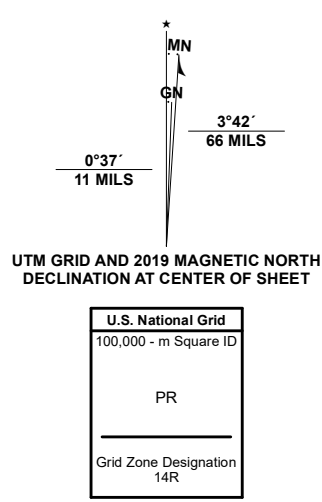 ★
MN
GN
3°42´
66 MILS
0°37´
11 MILS
UTM GRID AND 2019 MAGNETIC NORTH
DECLINATION AT CENTER OF SHEET
U.S. National Grid
100,000 - m Square ID
PR
Grid Zone Designation
14R